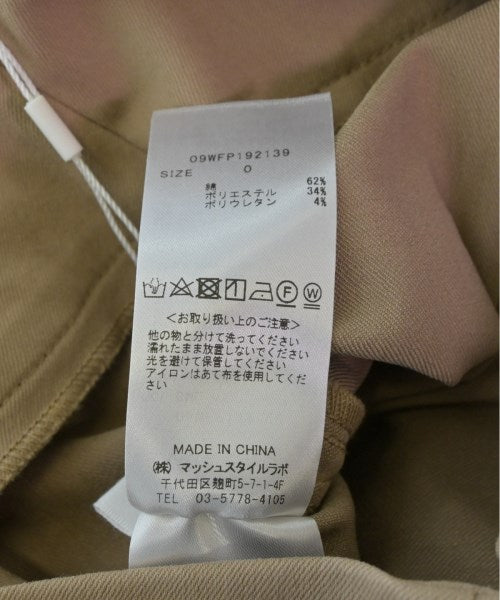 09WFP192139
SIZE 0
綿 62%
ポリエステル 34%
ポリウレタン 4%
F W
<お取り扱い上のご注意>
他の物と分けて洗ってください
濡れたまま放置しないでください
光を避けて保管してください
アイロンはあて布を使用してくださ
い
MADE IN CHINA
(株) マッシュスタイルラボ
千代田区麹町5-7-1-4F
TEL 03-5778-4105